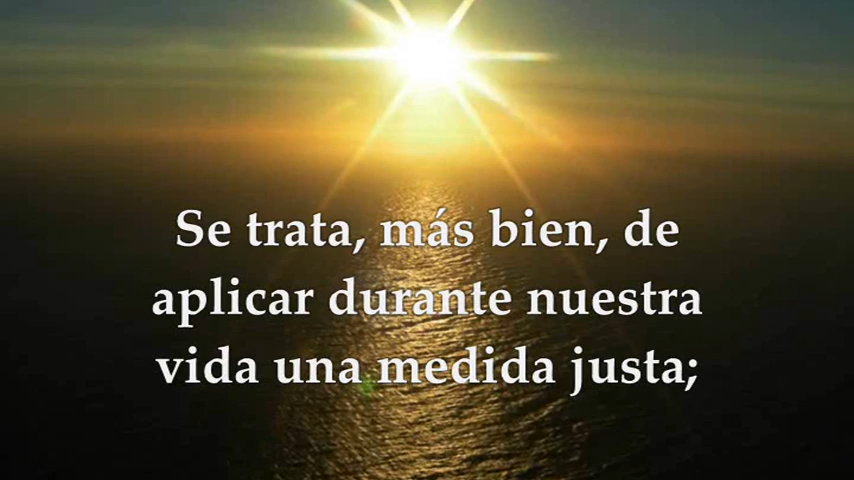 Se trata, más bien, de
aplicar durante nuestra
vida una medida justa;